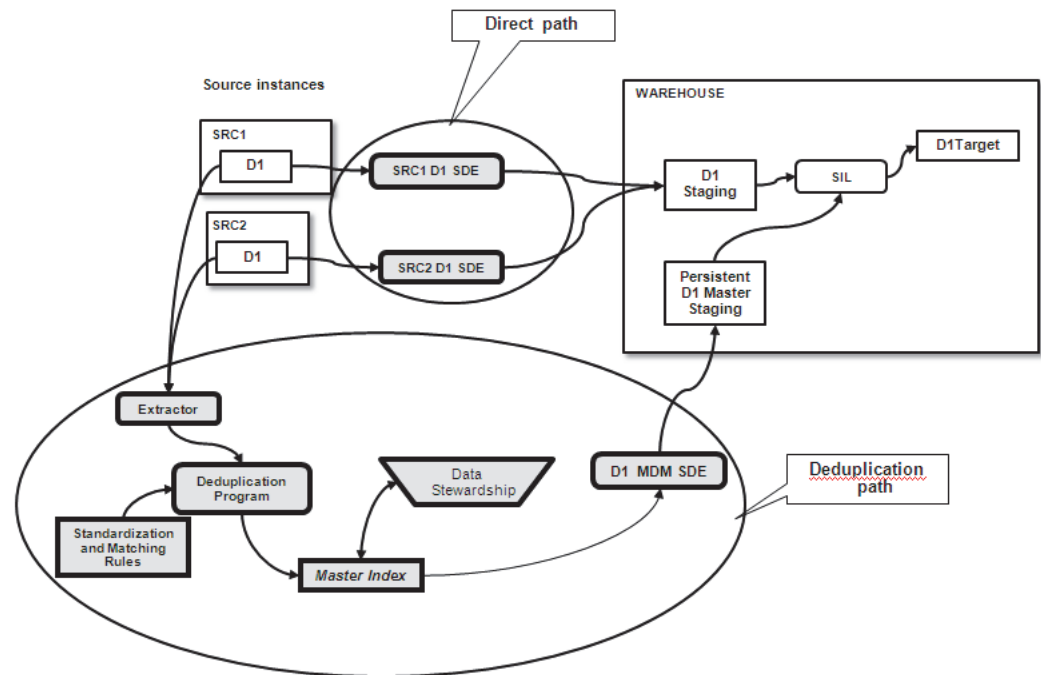 Direct path
Source instances
SRC1
D1
SRC2
D1
SRC1 D1 SDE
SRC2 D1 SDE
WAREHOUSE
D1
Staging
SIL
D1Target
Persistent
D1 Master
Staging
Extractor
Deduplication
Program
Standardization
and Matching
Rules
Data
Stewardship
Master Index
D1 MDM SDE
Deduplication
path